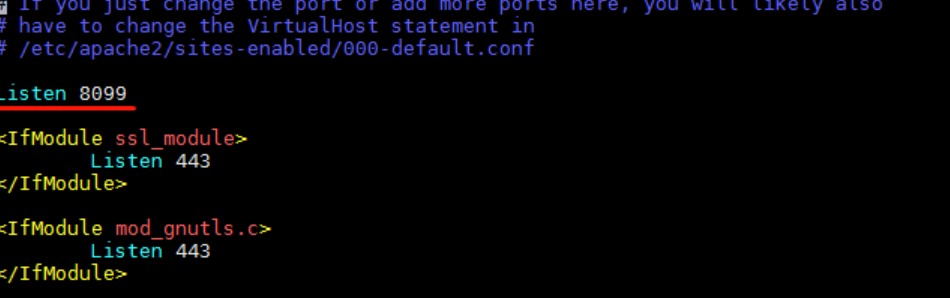 # If you just change the port or add more ports here, you will likely also
# have to change the VirtualHost statement in
# /etc/apache2/sites-enabled/000-default.conf
Listen 8099
<IfModule ssl_module>
Listen 443
</IfModule>
<IfModule mod_gnutls.c>
Listen 443
</IfModule>